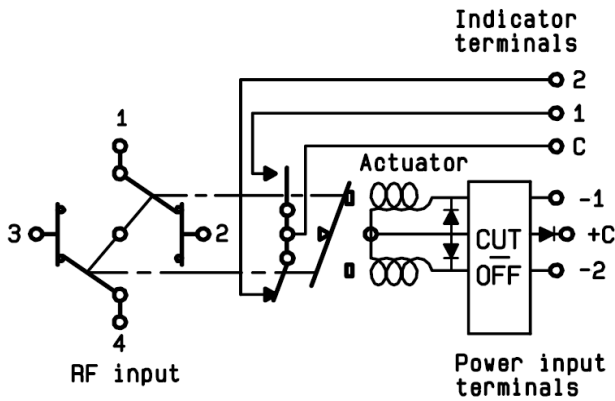 Indicator
terminals
2
1
C
1
Actuator
-1
3
2
CUT
+C
OFF
-2
4
RF input
Power input
terminals